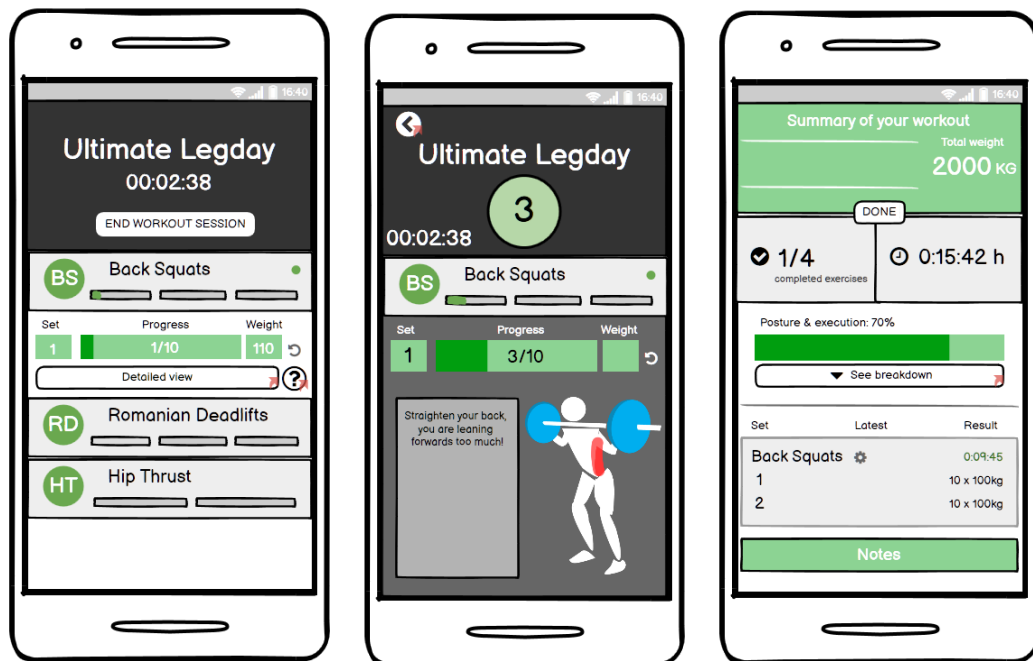 16:40
Ultimate Legday
00:02:38
END WORKOUT SESSION
BS
Back Squats
Set Progress Weight
1 1/10 110
Detailed view ?
RD
Romanian Deadlifts
HT
Hip Thrust
16:40
Ultimate Legday
3
00:02:38
BS
Back Squats
Set Progress Weight
1 3/10
Straighten your back,
you are leaning
forwards too much!
16:40
Summary of your workout
Total weight
2000 KG
DONE
1/4
completed exercises
0:15:42 h
Posture & execution: 70%
See breakdown
Set Latest Result
Back Squats 0:09:45
1 10 x 100kg
2 10 x 100kg
Notes